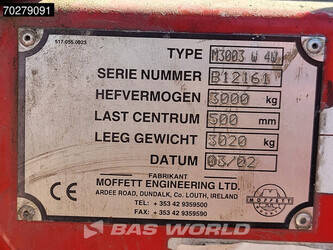 70279091
517.055.0023
TYPE M3003 W 4W
SERIE NUMMER B12161
HEFVERMOGEN 3000 kg
LAST CENTRUM 500 mm
LEEG GEWICHT 3020 kg
DATUM 03/02
FABRIKANT
MOFFETT ENGINEERING LTD.
ARDEE ROAD, DUNDALK, Co. LOUTH, IRELAND
TEL: + 353 42 9359500
FAX: + 353 42 9359590
CE
MOFFETT
BAS WORLD